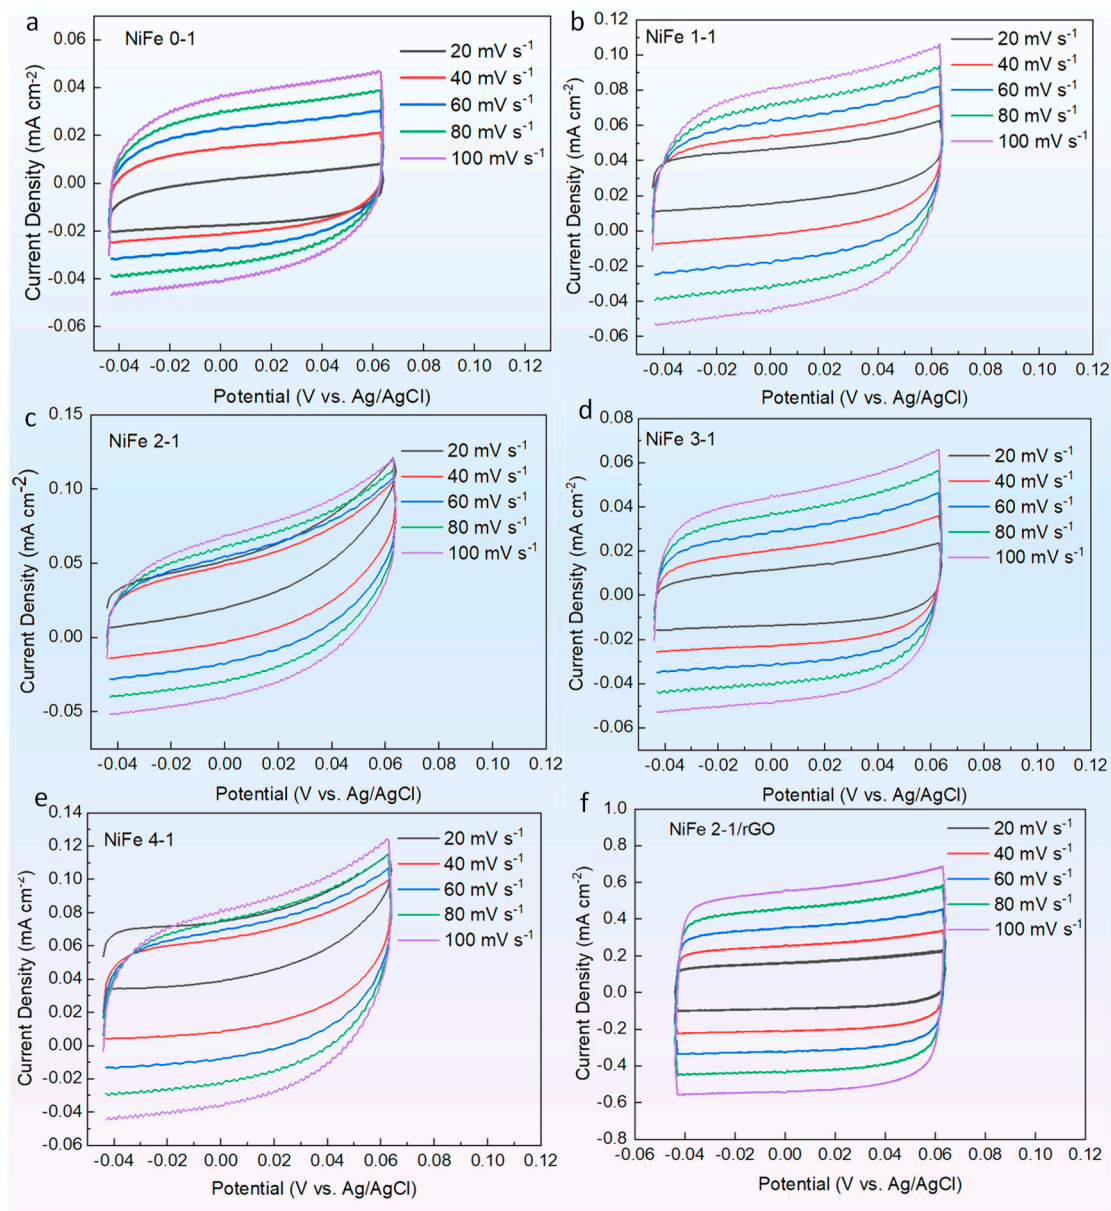 a
NiFe 0-1
20 mV s-1
40 mV s-1
60 mV s-1
80 mV s-1
100 mV s-1
0.06
0.04
0.02
0.00
-0.02
-0.04
-0.06
Current Density (mA cm-2)
-0.04 -0.02 0.00 0.02 0.04 0.06 0.08 0.10 0.12
Potential (V vs. Ag/AgCl)
b
NiFe 1-1
20 mV s-1
40 mV s-1
60 mV s-1
80 mV s-1
100 mV s-1
0.12
0.10
0.08
0.06
0.04
0.02
0.00
-0.02
-0.04
-0.06
Current Density (mA cm-2)
-0.04 -0.02 0.00 0.02 0.04 0.06 0.08 0.10 0.12
Potential (V vs. Ag/AgCl)
c
NiFe 2-1
20 mV s-1
40 mV s-1
60 mV s-1
80 mV s-1
100 mV s-1
0.15
0.10
0.05
0.00
-0.05
Current Density (mA cm-2)
-0.04 -0.02 0.00 0.02 0.04 0.06 0.08 0.10 0.12
Potential (V vs. Ag/AgCl)
d
NiFe 3-1
20 mV s-1
40 mV s-1
60 mV s-1
80 mV s-1
100 mV s-1
0.08
0.06
0.04
0.02
0.00
-0.02
-0.04
-0.06
Current Density (mA cm-2)
-0.04 -0.02 0.00 0.02 0.04 0.06 0.08 0.10 0.12
Potential (V vs. Ag/AgCl)
e
NiFe 4-1
20 mV s-1
40 mV s-1
60 mV s-1
80 mV s-1
100 mV s-1
0.14
0.12
0.10
0.08
0.06
0.04
0.02
0.00
-0.02
-0.04
-0.06
Current Density (mA cm-2)
-0.04 -0.02 0.00 0.02 0.04 0.06 0.08 0.10 0.12
Potential (V vs. Ag/AgCl)
f
NiFe 2-1/rGO
20 mV s-1
40 mV s-1
60 mV s-1
80 mV s-1
100 mV s-1
1.0
0.8
0.6
0.4
0.2
0.0
-0.2
-0.4
-0.6
-0.8
Current Density (mA cm-2)
-0.06 -0.04 -0.02 0.00 0.02 0.04 0.06 0.08 0.10 0.12
Potential (V vs. Ag/AgCl)